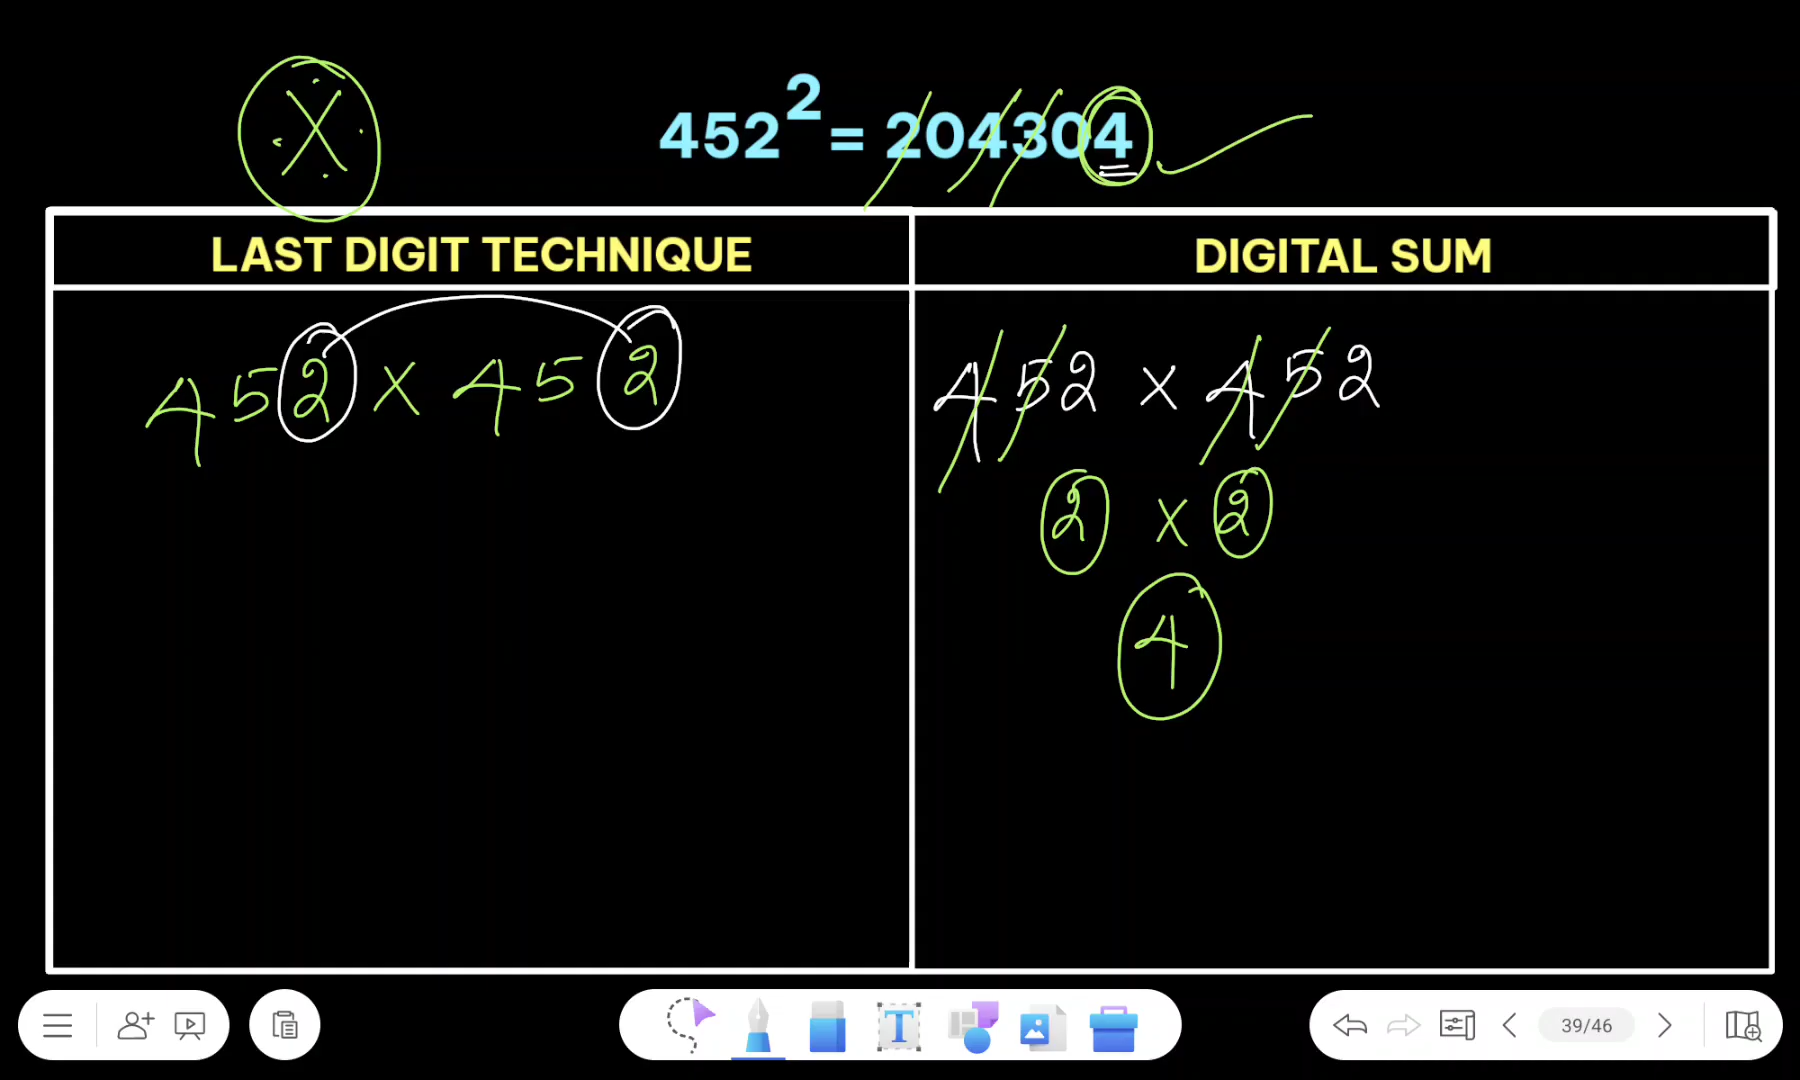 X
452² = 204304
LAST DIGIT TECHNIQUE
DIGITAL SUM
452 X 452
452 X 452
2 X 2
4
T
39/46